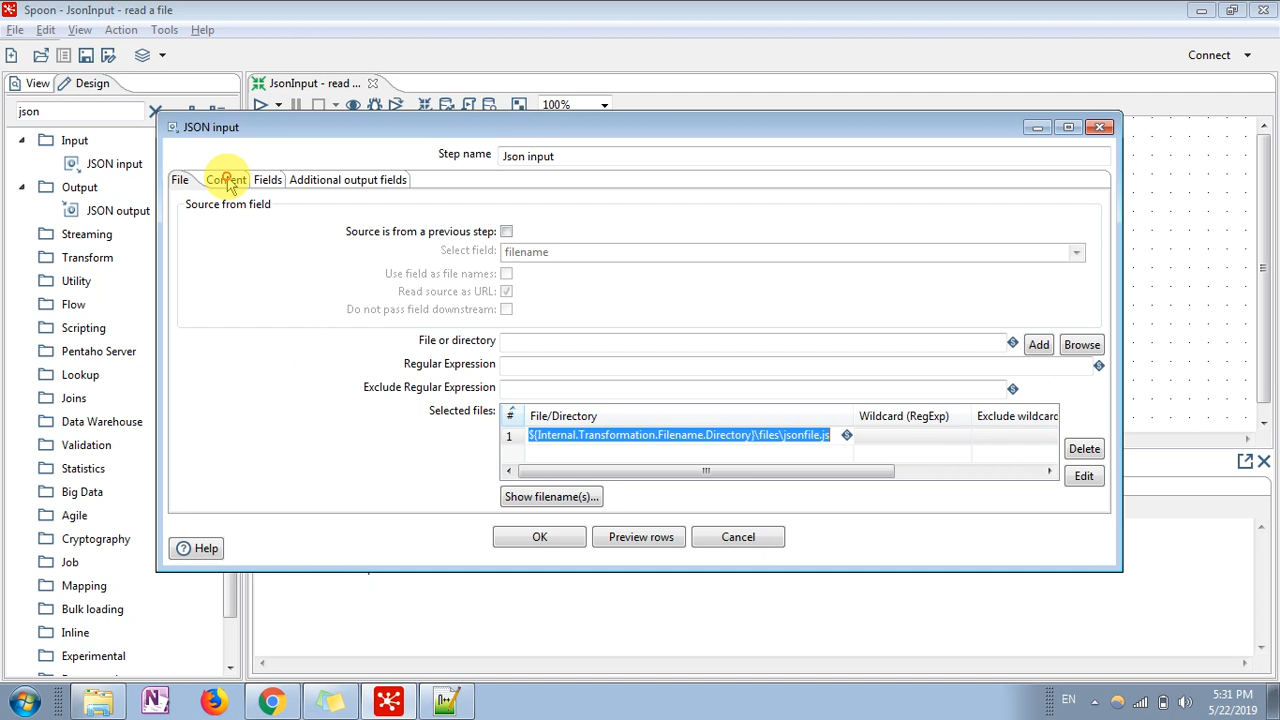 Spoon - JsonInput - read a file
File Edit View Action Tools Help
Connect
View Design
JsonInput - read ...
json
100%
Input
JSON input
Output
JSON output
Streaming
Transform
Utility
Flow
Scripting
Pentaho Server
Lookup
Joins
Data Warehouse
Validation
Statistics
Big Data
Agile
Cryptography
Job
Mapping
Bulk loading
Inline
Experimental
JSON input
Step name Json input
File Content Fields Additional output fields
Source from field
Source is from a previous step:
Select field: filename
Use field as file names:
Read source as URL:
Do not pass field downstream:
File or directory Add Browse
Regular Expression
Exclude Regular Expression
Selected files: # File/Directory Wildcard (RegExp) Exclude wildcard
1 ${Internal.Transformation.Filename.Directory}\files\jsonfile.js
Delete
Edit
Show filename(s)...
OK Preview rows Cancel
Help
EN
5:31 PM
5/22/2019